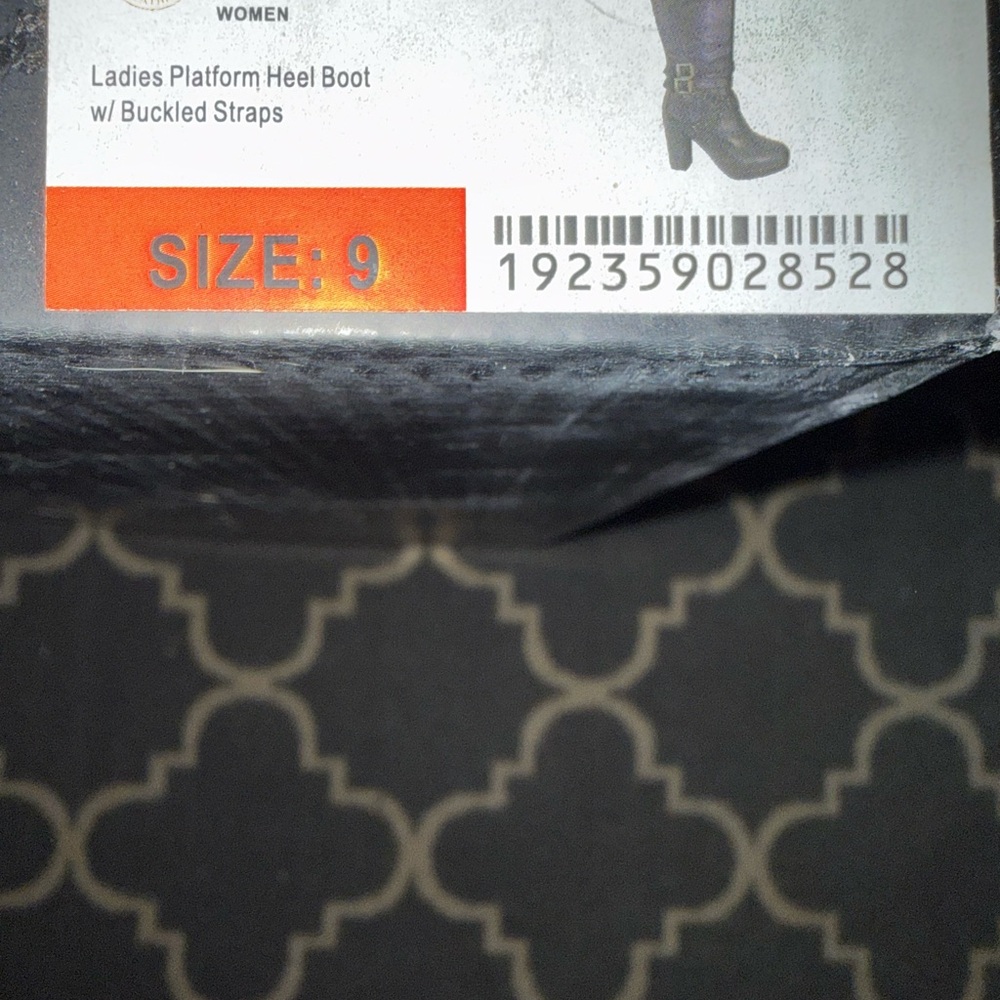 WOMEN
Ladies Platform Heel Boot
w/ Buckled Straps
SIZE: 9
192359028528